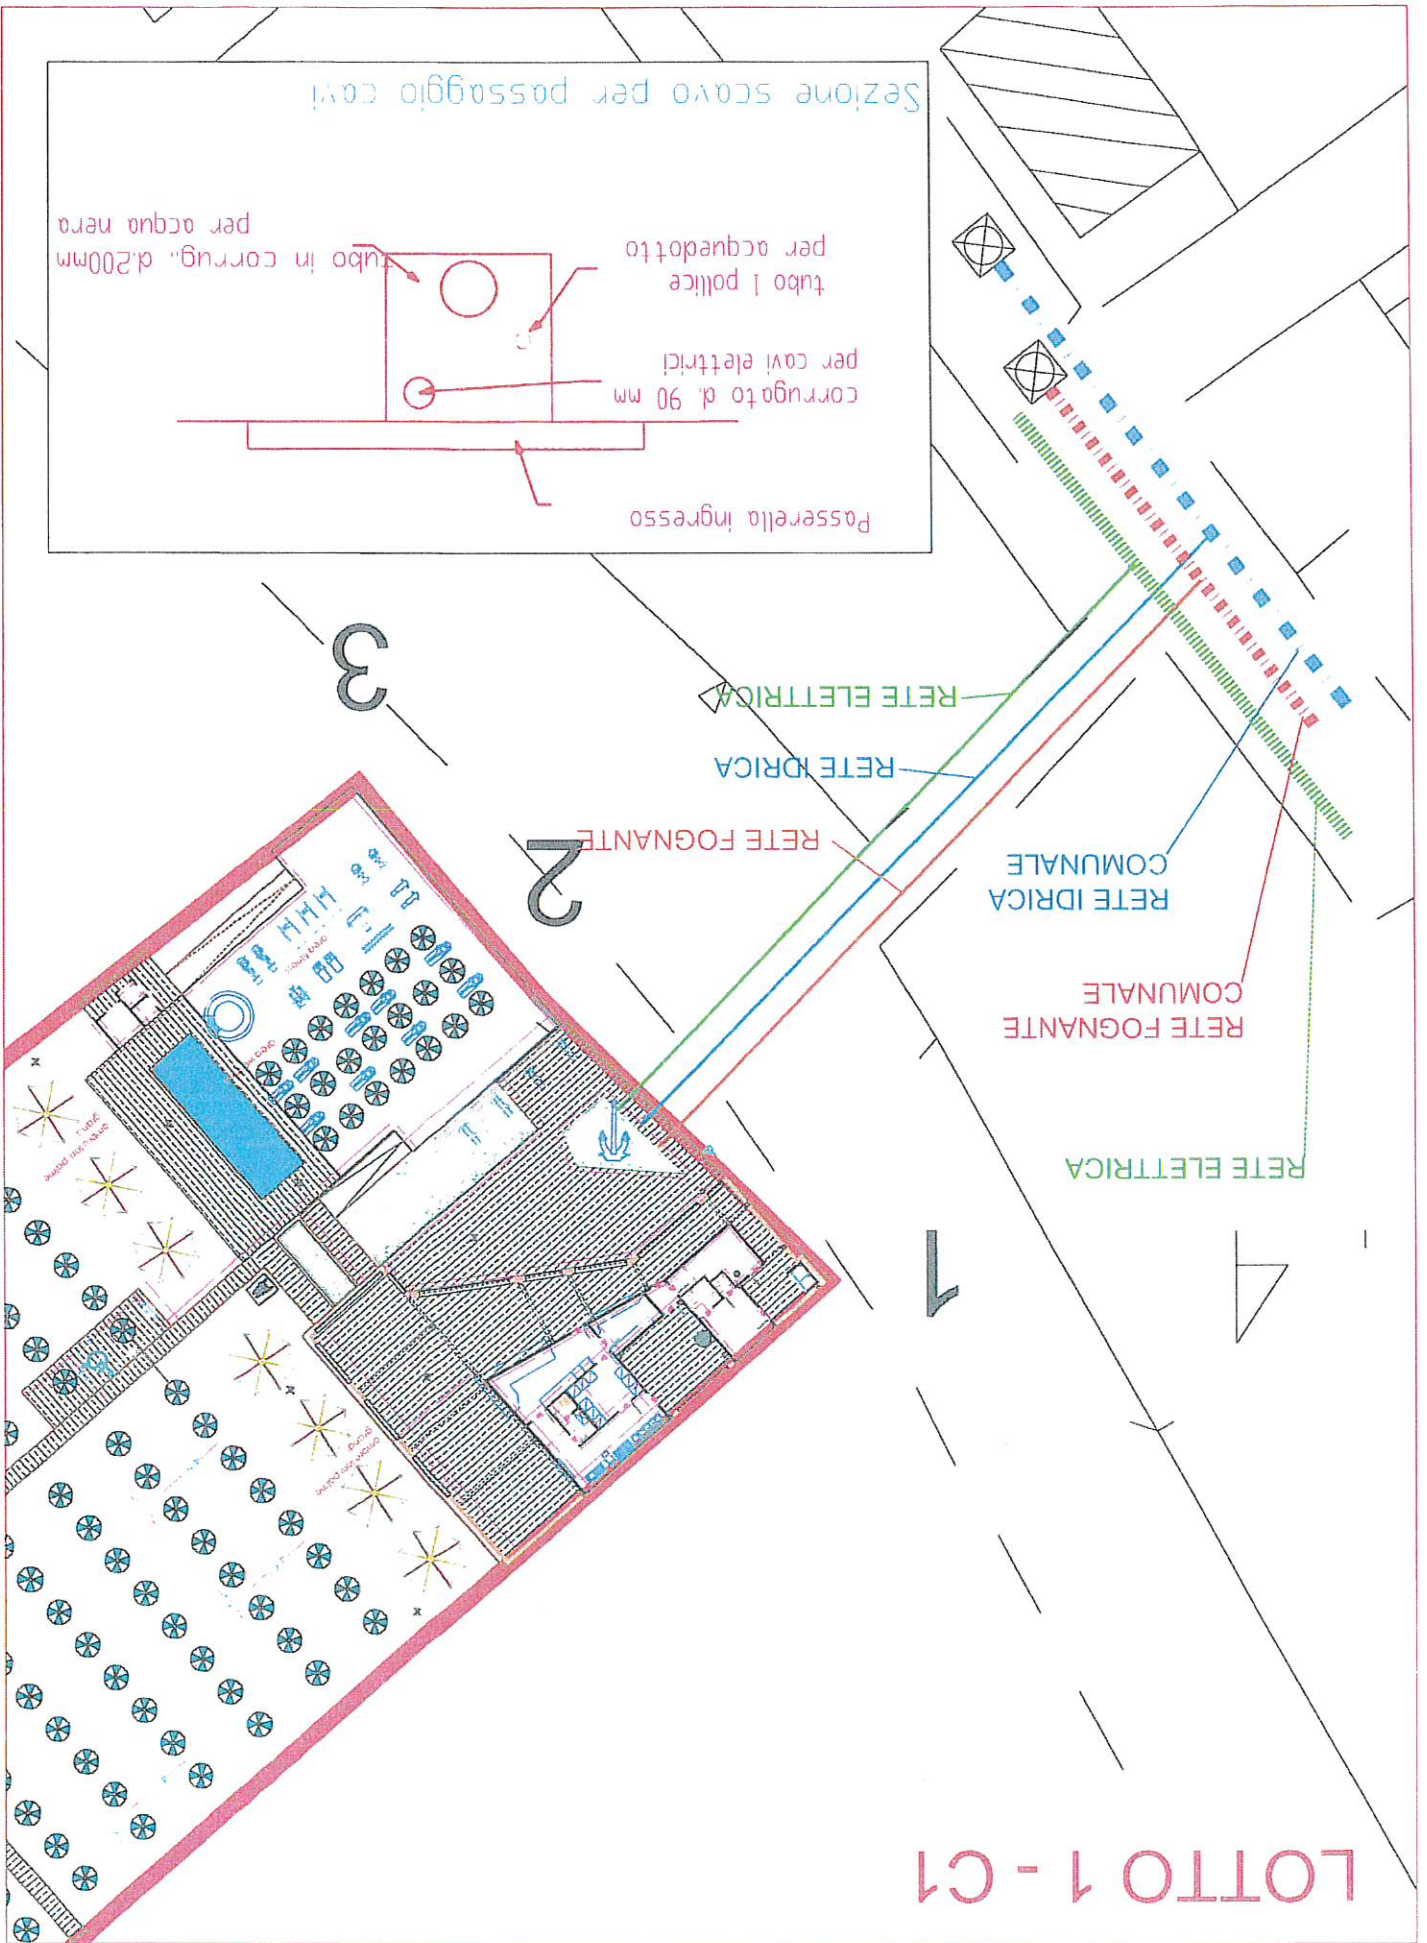 LOTTO 1 - C1
1
RETE ELETTRICA
RETE FOGNANTE
COMUNALE
RETE IDRICA
COMUNALE
2
RETE FOGNANTE
RETE IDRICA
RETE ELETTRICA
3
area fitness
Passerella ingresso
corrugato d. 90 mm
per cavi elettrici
tubo 1 pollice
per acquedotto
tubo in corrug., d.200mm
per acqua nera
Sezione scavo per passaggio cavi